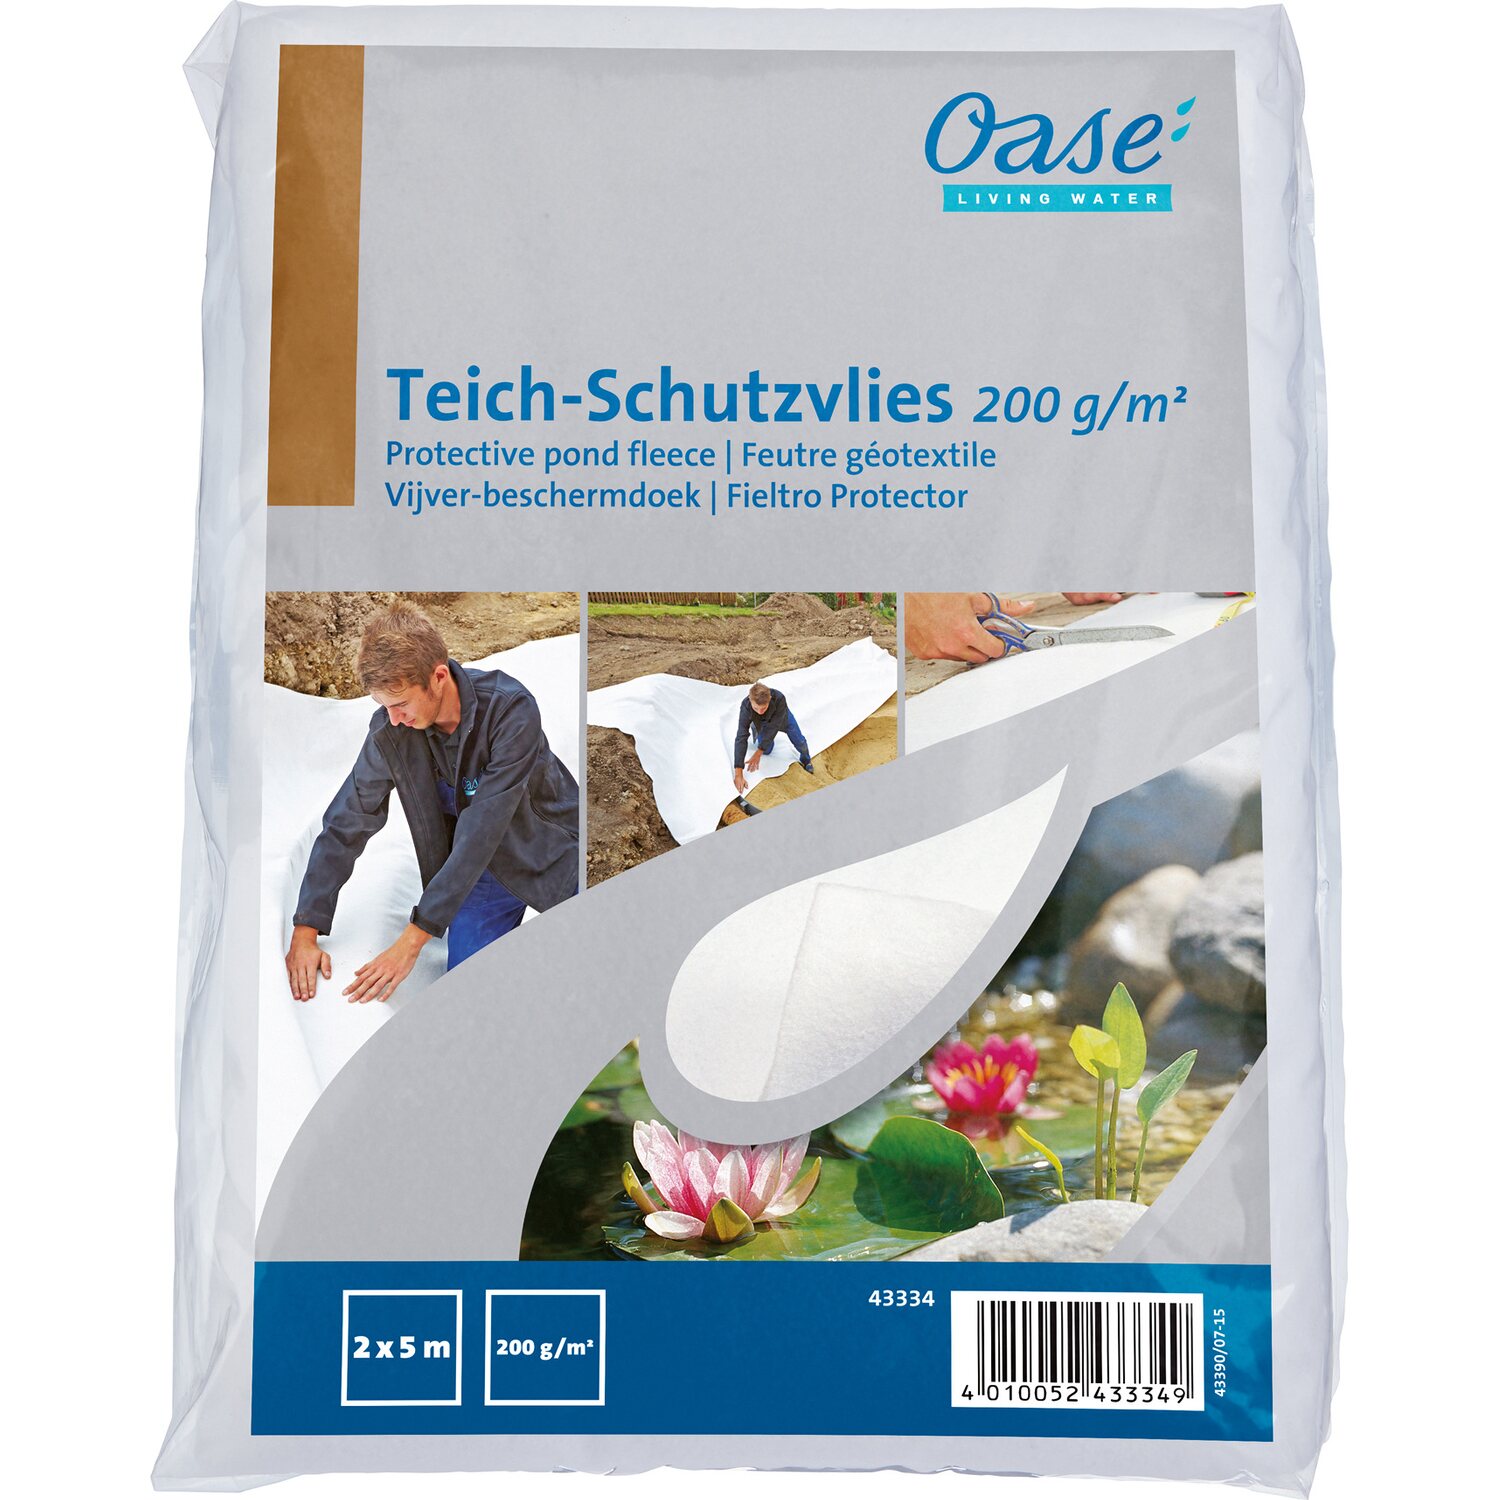 Oase
LIVING WATER
Teich-Schutzvlies 200 g/m²
Protective pond fleece | Feutre géotextile
Vijver-beschermdoek | Fieltro Protector
Oase
2 x 5 m
200 g/m²
43334
4 010052 433349
43390/07-15